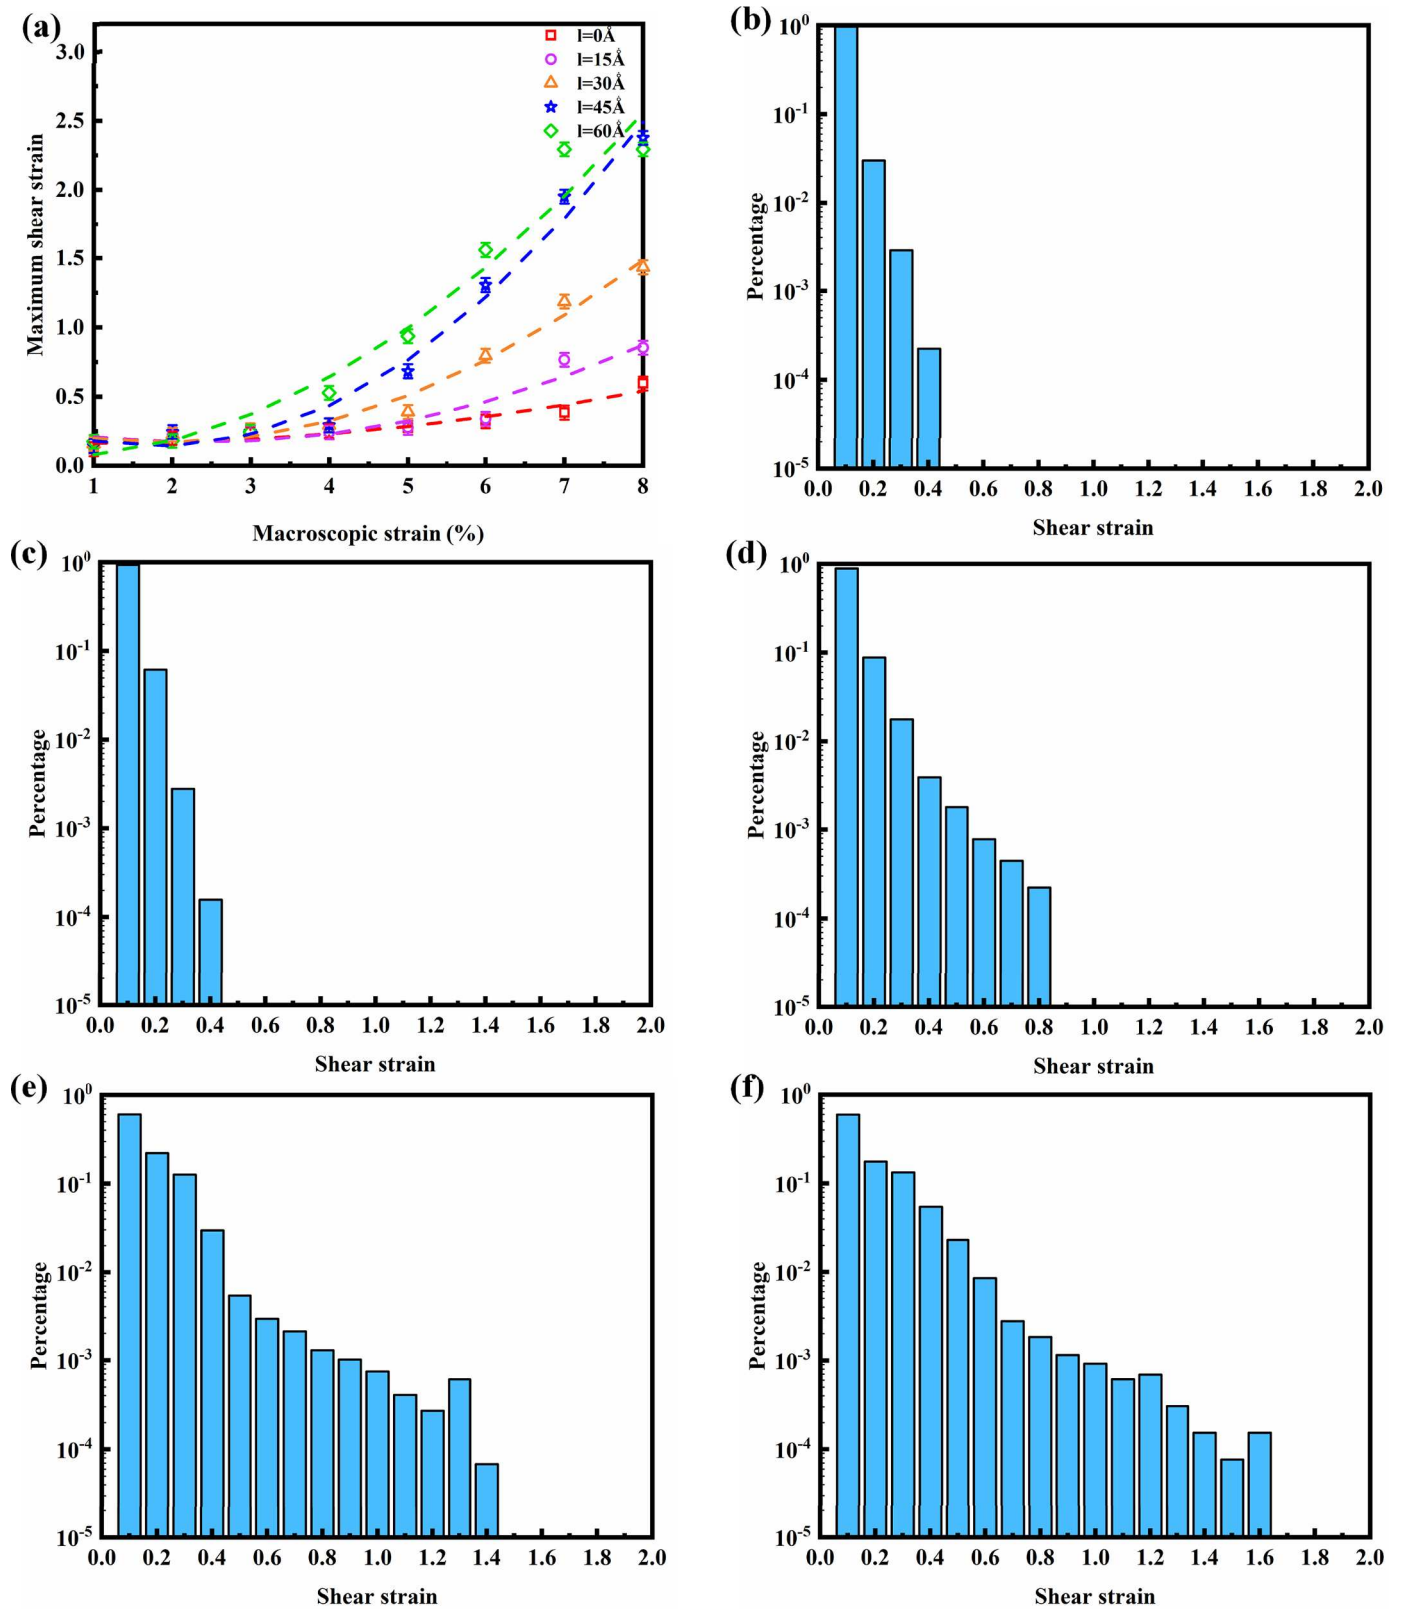 (a)
3.0
2.5
2.0
1.5
1.0
0.5
0.0
Maximum shear strain
l=0Å
l=15Å
l=30Å
l=45Å
l=60Å
1 2 3 4 5 6 7 8
Macroscopic strain (%)
(b)
10⁰
10⁻¹
10⁻²
10⁻³
10⁻⁴
10⁻⁵
Percentage
0.0 0.2 0.4 0.6 0.8 1.0 1.2 1.4 1.6 1.8 2.0
Shear strain
(c)
10⁰
10⁻¹
10⁻²
10⁻³
10⁻⁴
10⁻⁵
Percentage
0.0 0.2 0.4 0.6 0.8 1.0 1.2 1.4 1.6 1.8 2.0
Shear strain
(d)
10⁰
10⁻¹
10⁻²
10⁻³
10⁻⁴
10⁻⁵
Percentage
0.0 0.2 0.4 0.6 0.8 1.0 1.2 1.4 1.6 1.8 2.0
Shear strain
(e)
10⁰
10⁻¹
10⁻²
10⁻³
10⁻⁴
10⁻⁵
Percentage
0.0 0.2 0.4 0.6 0.8 1.0 1.2 1.4 1.6 1.8 2.0
Shear strain
(f)
10⁰
10⁻¹
10⁻²
10⁻³
10⁻⁴
10⁻⁵
Percentage
0.0 0.2 0.4 0.6 0.8 1.0 1.2 1.4 1.6 1.8 2.0
Shear strain